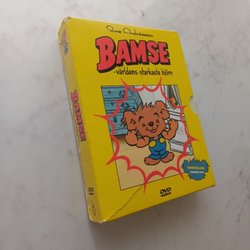 Rune Andréasson
BAMSE
-världens starkaste björn
DVD
BAMSE